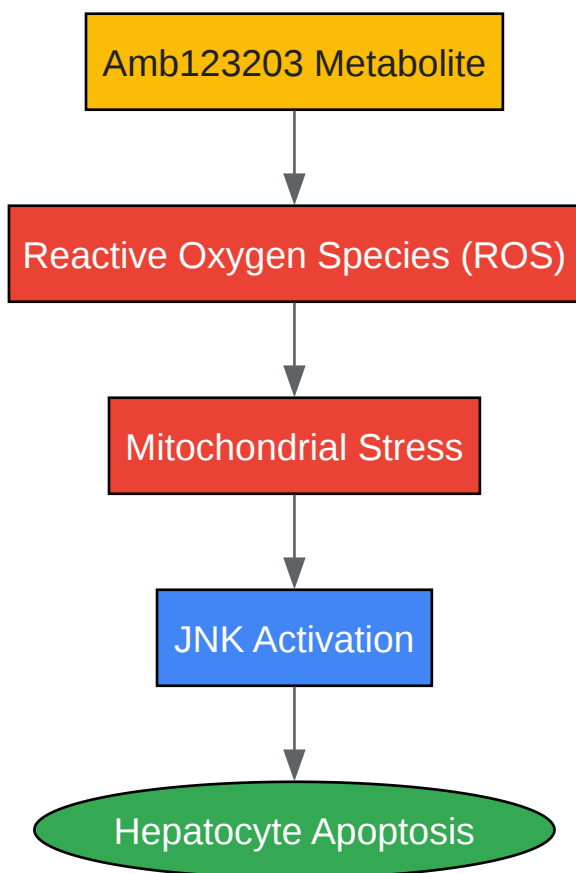 Amb123203 Metabolite
Reactive Oxygen Species (ROS)
Mitochondrial Stress
JNK Activation
Hepatocyte Apoptosis